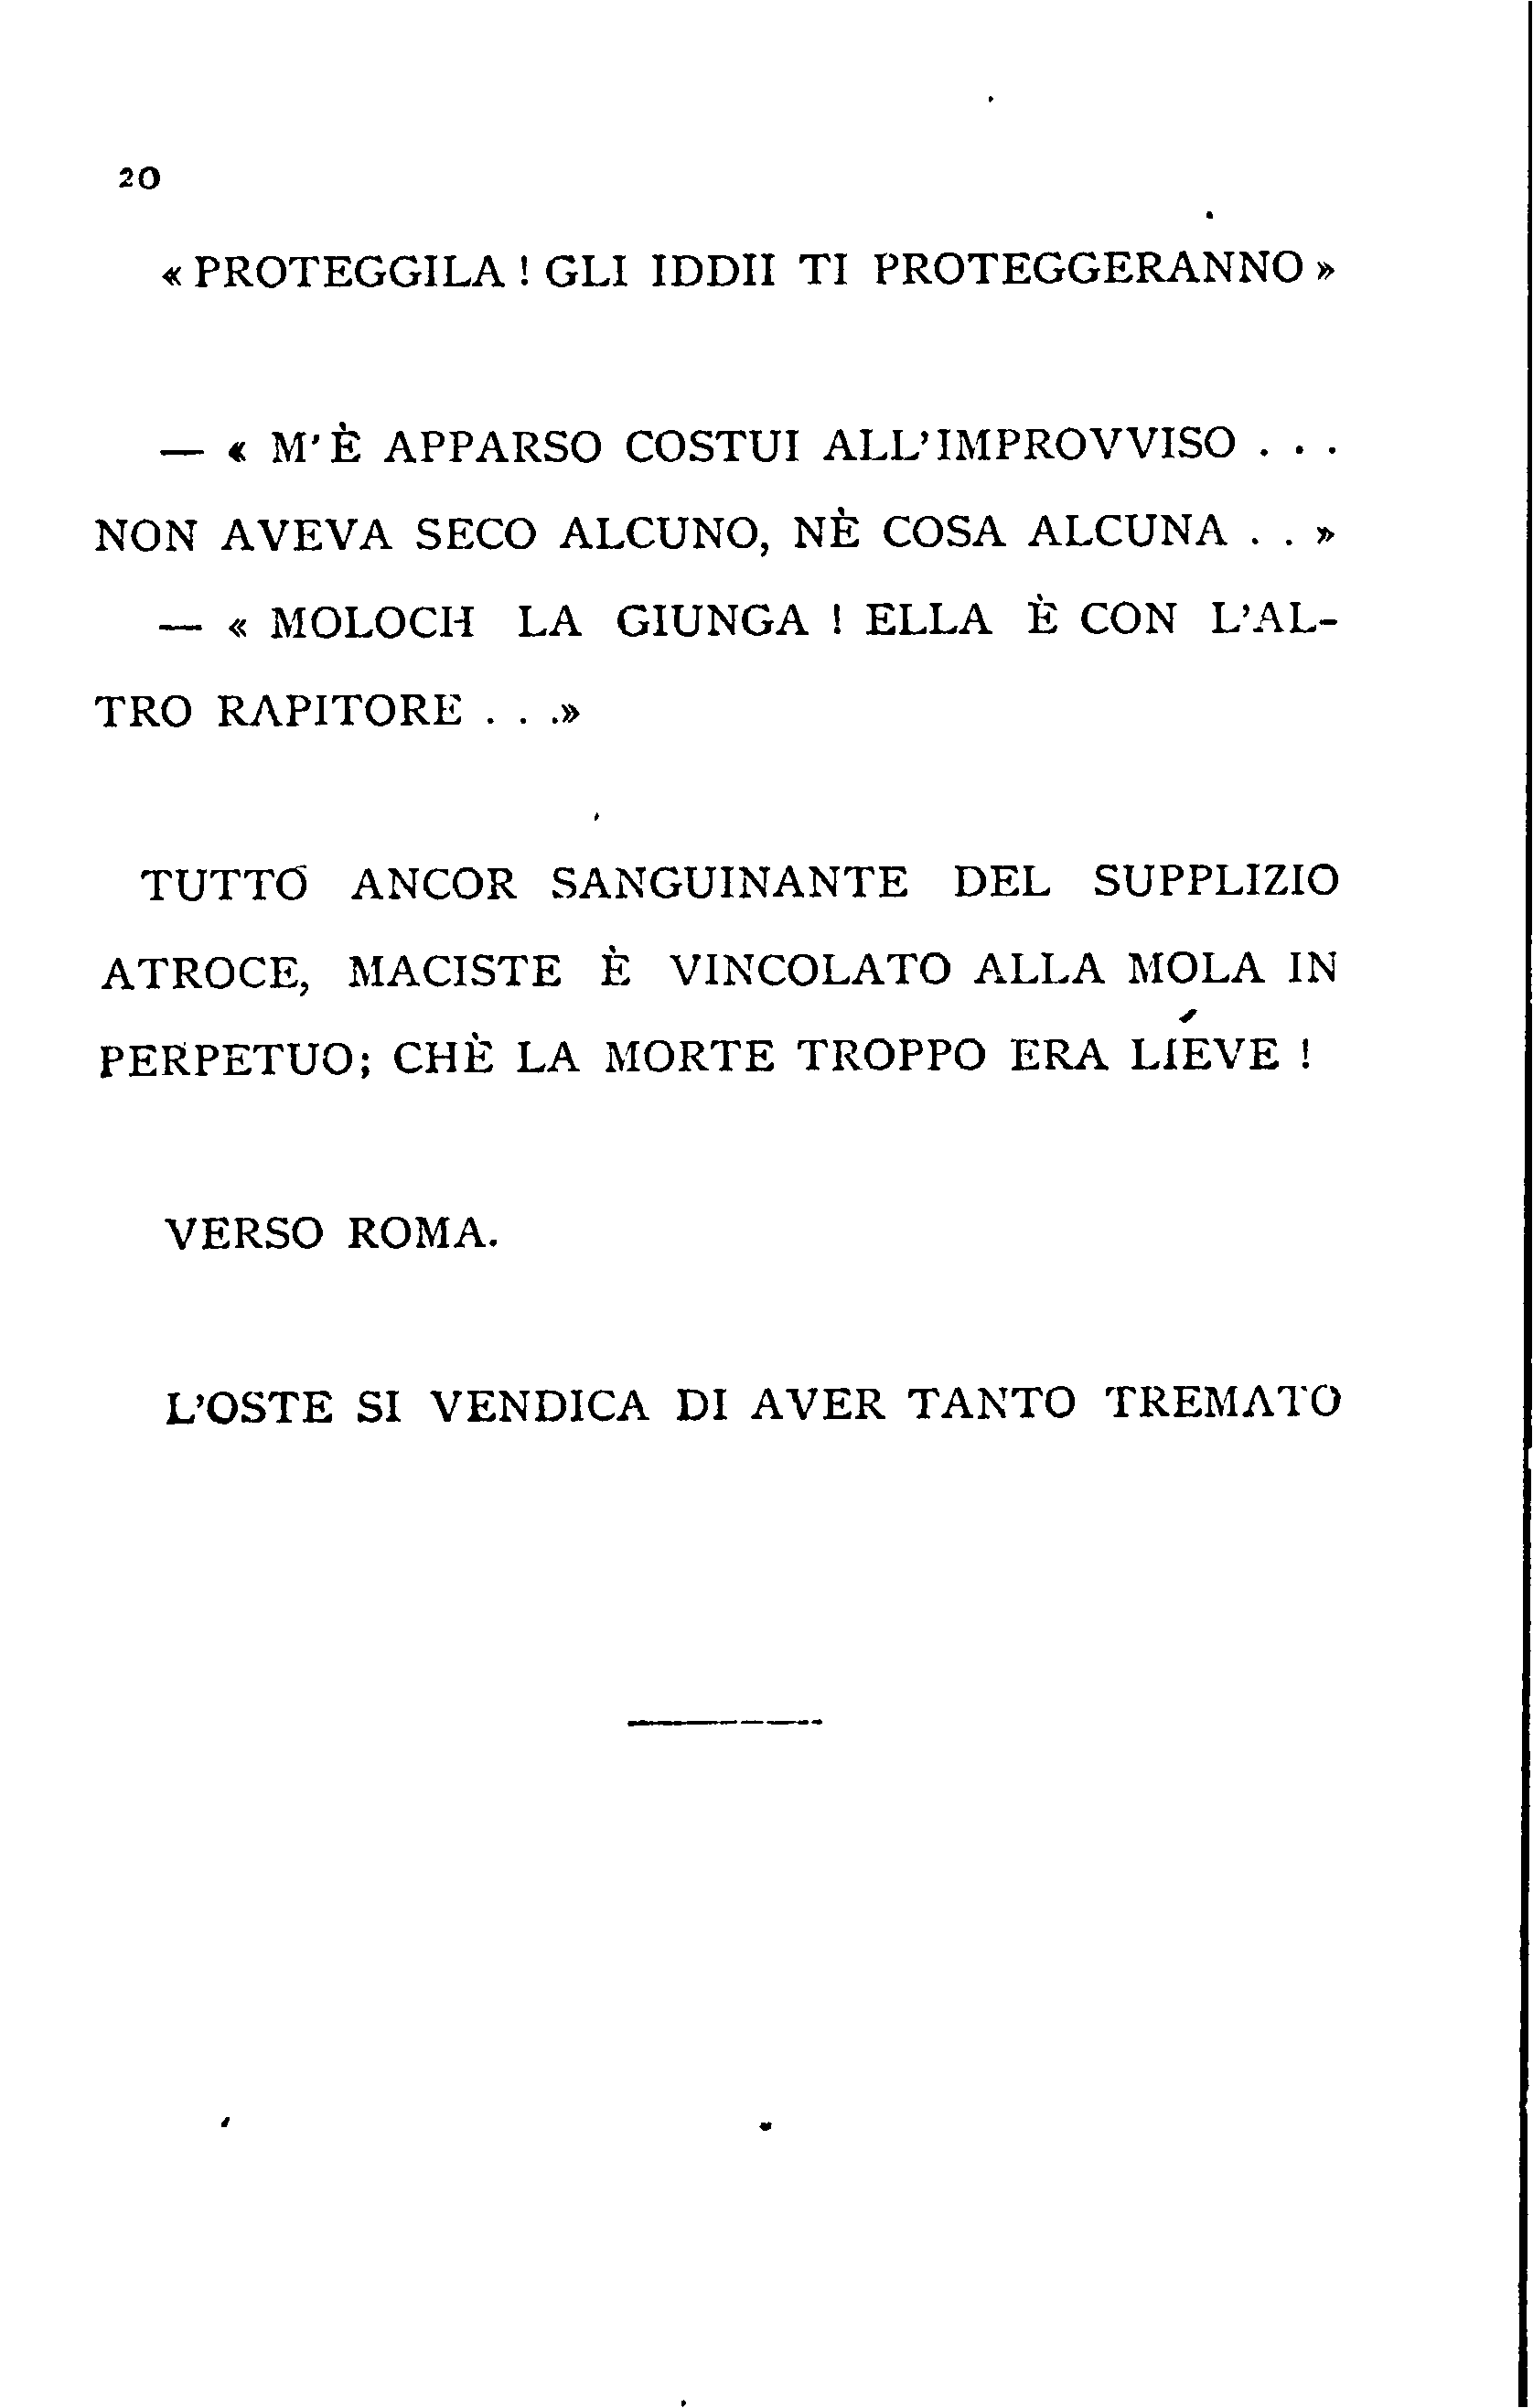 20
« PROTEGGILA ! GLI IDDII TI PROTEGGERANNO »
— « M'È APPARSO COSTUI ALL'IMPROVVISO . . .
NON AVEVA SECO ALCUNO, NÈ COSA ALCUNA . . »
— « MOLOCH LA GIUNGA ! ELLA È CON L'AL-
TRO RAPITORE . . .»
TUTTO ANCOR SANGUINANTE DEL SUPPLIZIO
ATROCE, MACISTE È VINCOLATO ALLA MOLA IN
PERPETUO; CHÈ LA MORTE TROPPO ERA LIEVE !
VERSO ROMA.
L'OSTE SI VENDICA DI AVER TANTO TREMATO